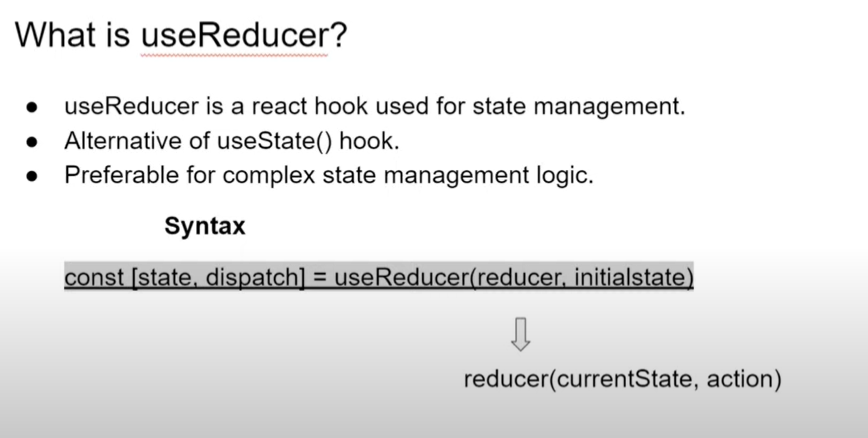 What is useReducer?
● useReducer is a react hook used for state management.
● Alternative of useState() hook.
● Preferable for complex state management logic.
Syntax
const [state, dispatch] = useReducer(reducer, initialstate)
reducer(currentState, action)